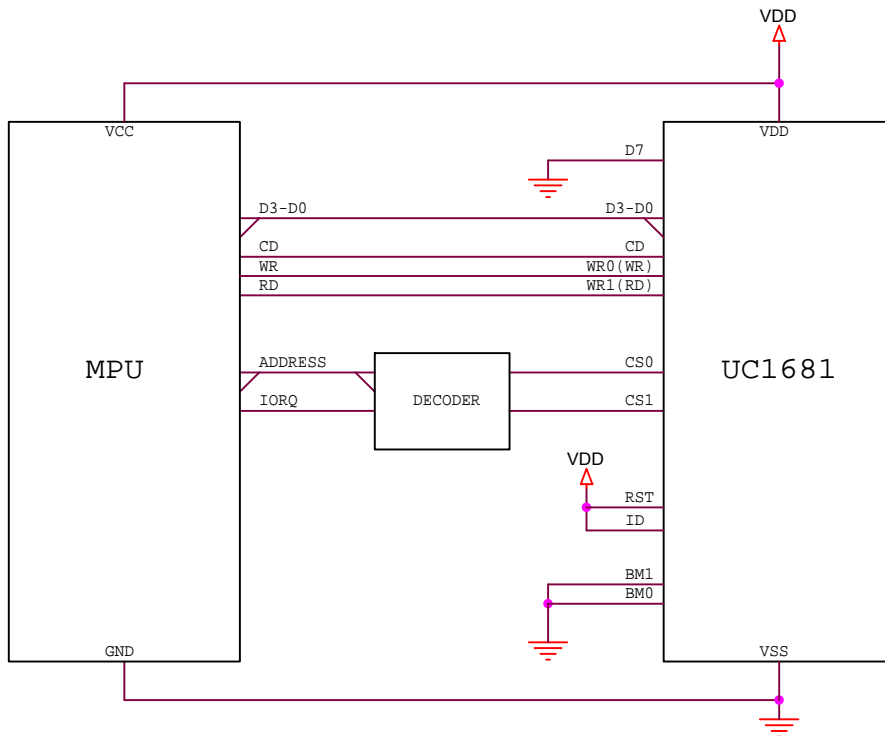 VDD
VCC
VDD
D7
D3-D0
D3-D0
CD
CD
WR
WR0(WR)
RD
WR1(RD)
MPU
UC1681
ADDRESS
CS0
IORQ
DECODER
CS1
VDD
RST
ID
BM1
BM0
GND
VSS